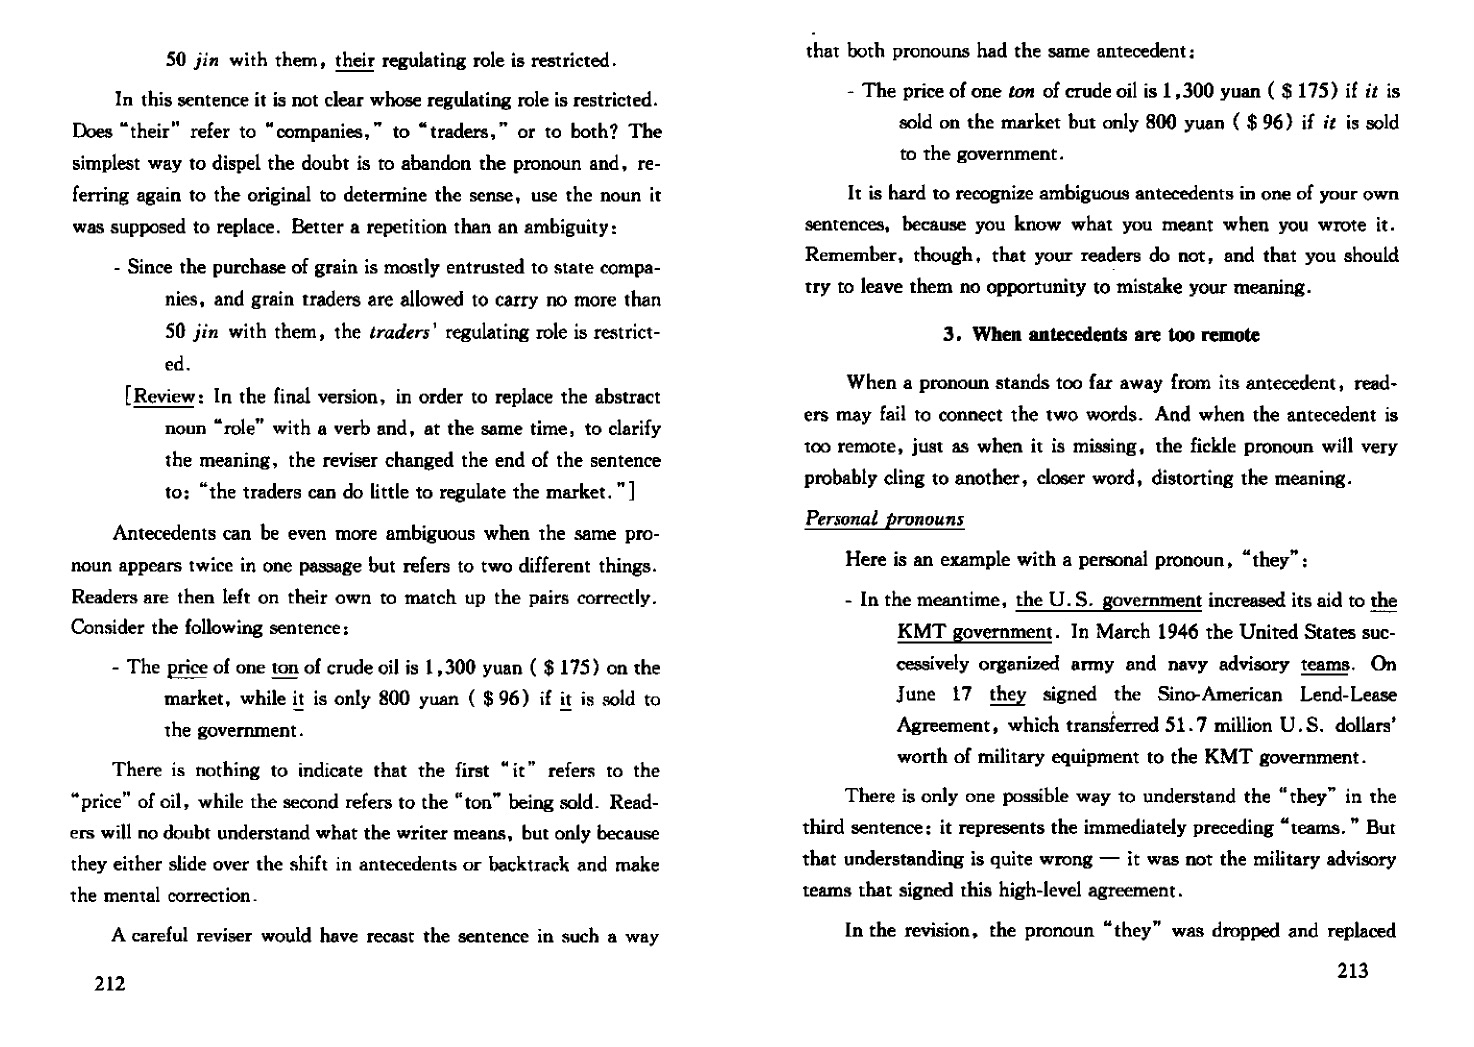 50 jin with them, their regulating role is restricted.
In this sentence it is not clear whose regulating role is restricted.
Does "their" refer to "companies," to "traders," or to both? The
simplest way to dispel the doubt is to abandon the pronoun and, re-
ferring again to the original to determine the sense, use the noun it
was supposed to replace. Better a repetition than an ambiguity:
- Since the purchase of grain is mostly entrusted to state compa-
nies, and grain traders are allowed to carry no more than
50 jin with them, the traders' regulating role is restrict-
ed.
[Review: In the final version, in order to replace the abstract
noun "role" with a verb and, at the same time, to clarify
the meaning, the reviser changed the end of the sentence
to: "the traders can do little to regulate the market."]
Antecedents can be even more ambiguous when the same pro-
noun appears twice in one passage but refers to two different things.
Readers are then left on their own to match up the pairs correctly.
Consider the following sentence:
- The price of one ton of crude oil is 1,300 yuan ($175) on the
market, while it is only 800 yuan ($96) if it is sold to
the government.
There is nothing to indicate that the first "it" refers to the
"price" of oil, while the second refers to the "ton" being sold. Read-
ers will no doubt understand what the writer means, but only because
they either slide over the shift in antecedents or backtrack and make
the mental correction.
A careful reviser would have recast the sentence in such a way
212
that both pronouns had the same antecedent:
- The price of one ton of crude oil is 1,300 yuan ($175) if it is
sold on the market but only 800 yuan ($96) if it is sold
to the government.
It is hard to recognize ambiguous antecedents in one of your own
sentences, because you know what you meant when you wrote it.
Remember, though, that your readers do not, and that you should
try to leave them no opportunity to mistake your meaning.
3. When antecedents are too remote
When a pronoun stands too far away from its antecedent, read-
ers may fail to connect the two words. And when the antecedent is
too remote, just as when it is missing, the fickle pronoun will very
probably cling to another, closer word, distorting the meaning.
Personal pronouns
Here is an example with a personal pronoun, "they":
- In the meantime, the U.S. government increased its aid to the
KMT government. In March 1946 the United States suc-
cessively organized army and navy advisory teams. On
June 17 they signed the Sino-American Lend-Lease
Agreement, which transferred 51.7 million U.S. dollars'
worth of military equipment to the KMT government.
There is only one possible way to understand the "they" in the
third sentence: it represents the immediately preceding "teams." But
that understanding is quite wrong — it was not the military advisory
teams that signed this high-level agreement.
In the revision, the pronoun "they" was dropped and replaced
213